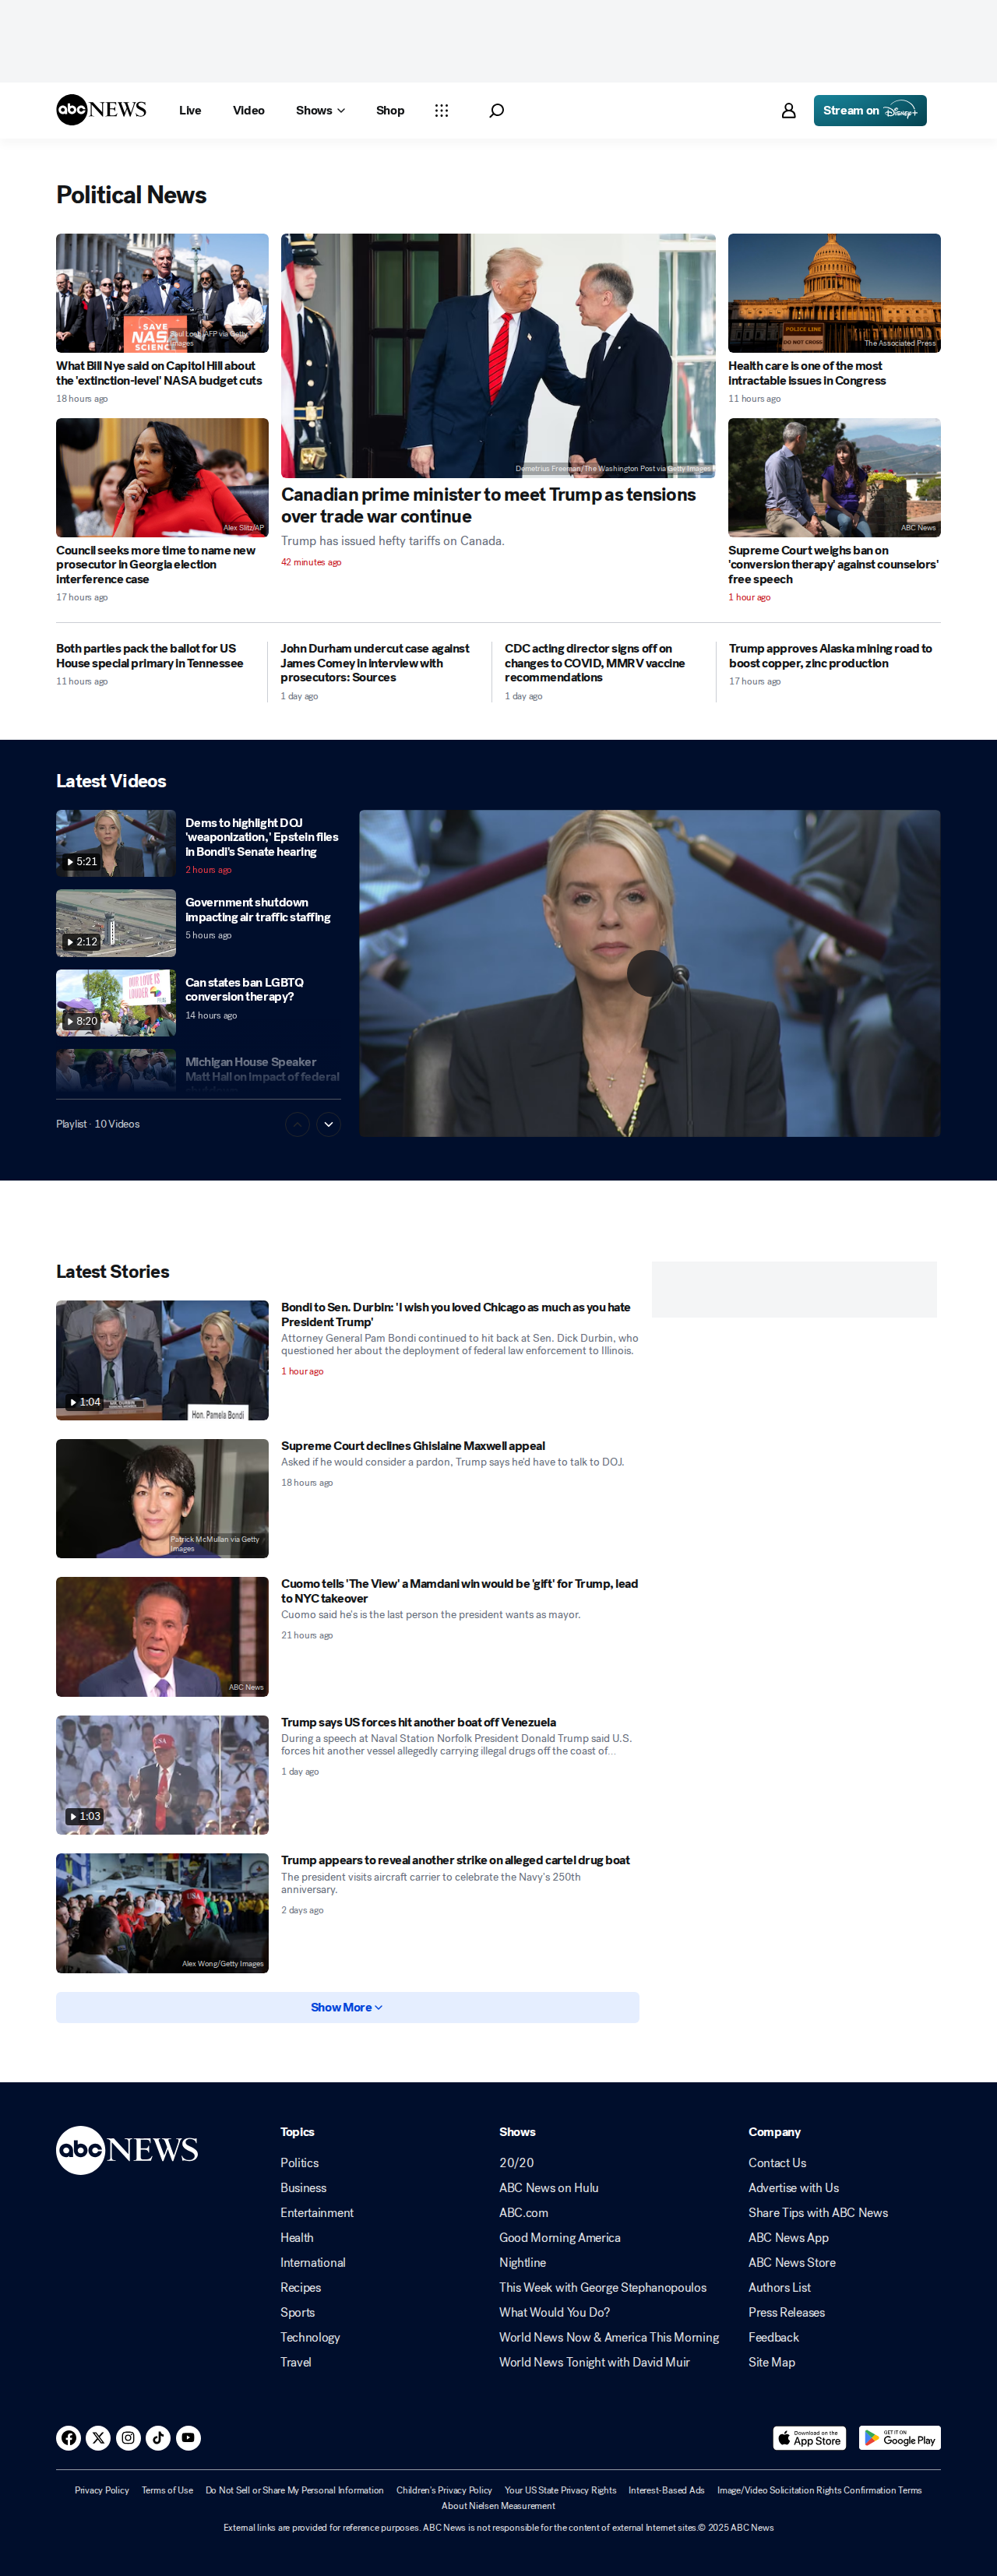 abc NEWS
Live
Video
Shows
Shop
Stream on Disney+
Political News
SAVE
NASA
SCIENCE
Saul Loeb/AFP via Getty
Images
What Bill Nye said on Capitol Hill about
the 'extinction-level' NASA budget cuts
18 hours ago
Alex Slitz/AP
Council seeks more time to name new
prosecutor in Georgia election
interference case
17 hours ago
Demetrius Freeman/The Washington Post via Getty Images
Canadian prime minister to meet Trump as tensions
over trade war continue
Trump has issued hefty tariffs on Canada.
42 minutes ago
POLICE LINE
DO NOT CROSS
The Associated Press
Health care is one of the most
intractable issues in Congress
11 hours ago
ABC News
Supreme Court weighs ban on
'conversion therapy' against counselors'
free speech
1 hour ago
Both parties pack the ballot for US
House special primary in Tennessee
11 hours ago
John Durham undercut case against
James Comey in interview with
prosecutors: Sources
1 day ago
CDC acting director signs off on
changes to COVID, MMRV vaccine
recommendations
1 day ago
Trump approves Alaska mining road to
boost copper, zinc production
17 hours ago
Latest Videos
5:21
Dems to highlight DOJ
'weaponization,' Epstein files
in Bondi's Senate hearing
2 hours ago
2:12
Government shutdown
impacting air traffic staffing
5 hours ago
OUR LOVE IS
LOUDER
8:20
Can states ban LGBTQ
conversion therapy?
14 hours ago
Michigan House Speaker
Matt Hall on impact of federal
Playlist · 10 Videos
Latest Stories
1:04
Hon. Pamela Bondi
Bondi to Sen. Durbin: 'I wish you loved Chicago as much as you hate
President Trump'
Attorney General Pam Bondi continued to hit back at Sen. Dick Durbin, who
questioned her about the deployment of federal law enforcement to Illinois.
1 hour ago
Patrick McMullan via Getty
Images
Supreme Court declines Ghislaine Maxwell appeal
Asked if he would consider a pardon, Trump says he'd have to talk to DOJ.
18 hours ago
ABC News
Cuomo tells 'The View' a Mamdani win would be 'gift' for Trump, lead
to NYC takeover
Cuomo said he's is the last person the president wants as mayor.
21 hours ago
USA
1:03
Trump says US forces hit another boat off Venezuela
During a speech at Naval Station Norfolk President Donald Trump said U.S.
forces hit another vessel allegedly carrying illegal drugs off the coast of...
1 day ago
USA
Alex Wong/Getty Images
Trump appears to reveal another strike on alleged cartel drug boat
The president visits aircraft carrier to celebrate the Navy's 250th
anniversary.
2 days ago
Show More
abc NEWS
Topics
Politics
Business
Entertainment
Health
International
Recipes
Sports
Technology
Travel
Shows
20/20
ABC News on Hulu
ABC.com
Good Morning America
Nightline
This Week with George Stephanopoulos
What Would You Do?
World News Now & America This Morning
World News Tonight with David Muir
Company
Contact Us
Advertise with Us
Share Tips with ABC News
ABC News App
ABC News Store
Authors List
Press Releases
Feedback
Site Map
Download on the
App Store
GET IT ON
Google Play
Privacy Policy
Terms of Use
Do Not Sell or Share My Personal Information
Children's Privacy Policy
Your US State Privacy Rights
Interest-Based Ads
Image/Video Solicitation Rights Confirmation Terms
About Nielsen Measurement
External links are provided for reference purposes. ABC News is not responsible for the content of external Internet sites.© 2025 ABC News